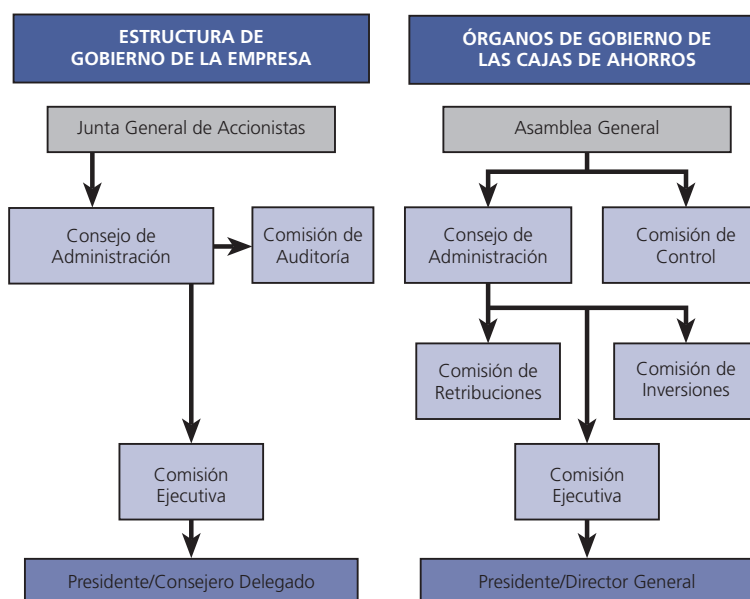 ESTRUCTURA DE
GOBIERNO DE LA EMPRESA
Junta General de Accionistas
Consejo de
Administración
Comisión de
Auditoría
Comisión
Ejecutiva
Presidente/Consejero Delegado
ÓRGANOS DE GOBIERNO DE
LAS CAJAS DE AHORROS
Asamblea General
Consejo de
Administración
Comisión de
Control
Comisión de
Retribuciones
Comisión de
Inversiones
Comisión
Ejecutiva
Presidente/Director General